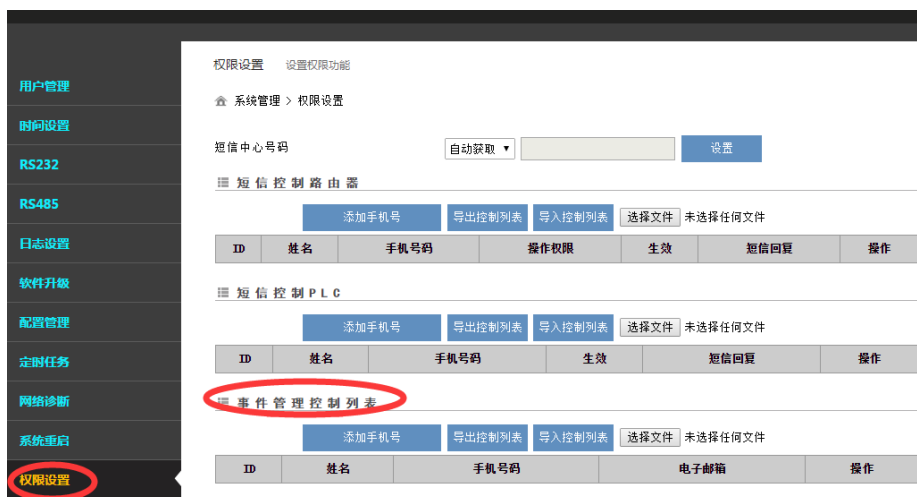 权限设置 设置权限功能
用户管理
系统管理 > 权限设置
时间设置
短信中心号码 自动获取 设置
RS232
短信控制路由器
RS485
添加手机号 导出控制列表 导入控制列表 选择文件 未选择任何文件
日志设置
ID 姓名 手机号码 操作权限 生效 短信回复 操作
软件升级
短信控制PLC
配置管理
添加手机号 导出控制列表 导入控制列表 选择文件 未选择任何文件
定时任务
ID 姓名 手机号码 生效 短信回复 操作
网络诊断
事件管理控制列表
系统重启
添加手机号 导出控制列表 导入控制列表 选择文件 未选择任何文件
权限设置
ID 姓名 手机号码 电子邮箱 操作